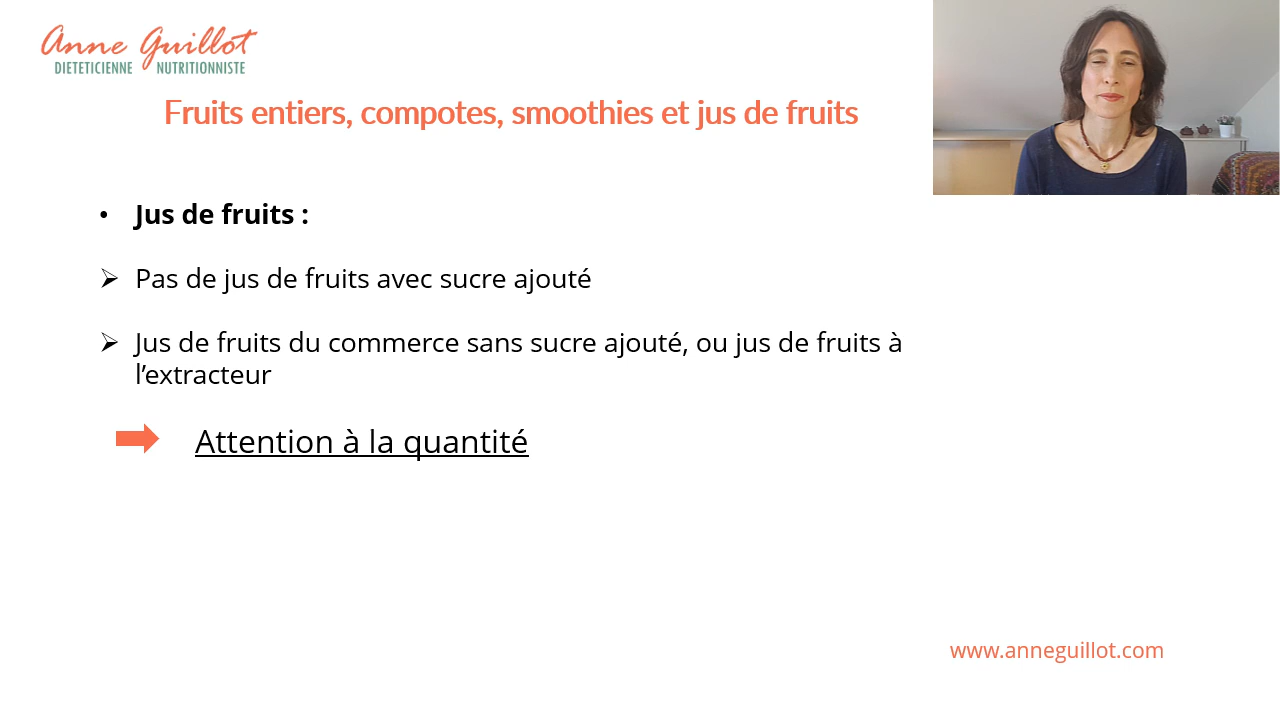 Anne Guillot
DIETETICIENNE NUTRITIONNISTE
Fruits entiers, compotes, smoothies et jus de fruits
• Jus de fruits :
➢ Pas de jus de fruits avec sucre ajouté
➢ Jus de fruits du commerce sans sucre ajouté, ou jus de fruits à
l’extracteur
Attention à la quantité
www.anneguillot.com